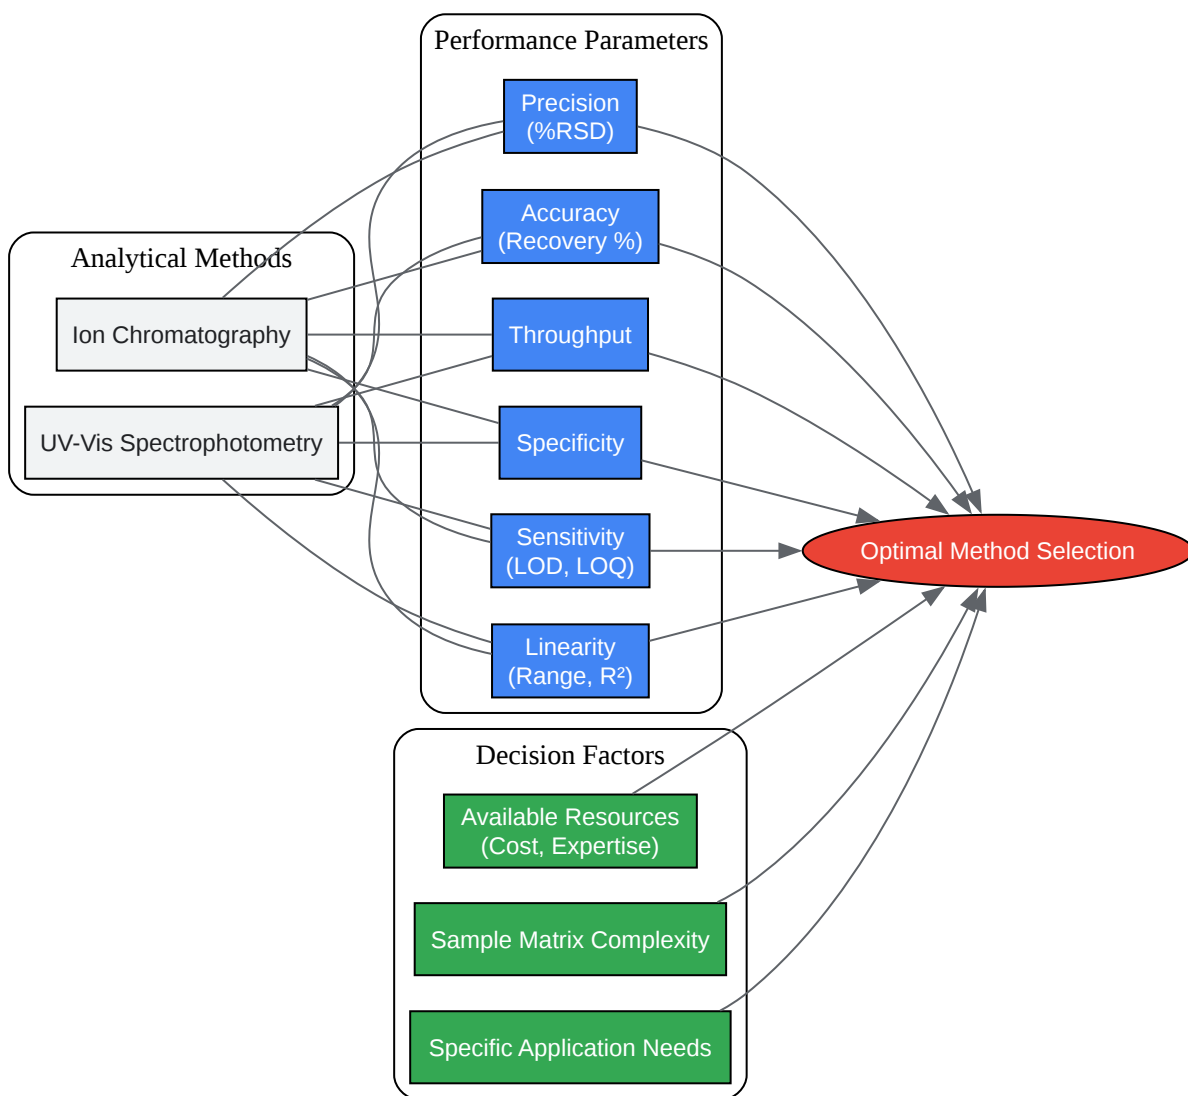 Performance Parameters
Precision
(%RSD)
Accuracy
(Recovery %)
Throughput
Specificity
Sensitivity
(LOD, LOQ)
Linearity
(Range, R²)
Analytical Methods
Ion Chromatography
UV-Vis Spectrophotometry
Optimal Method Selection
Decision Factors
Available Resources
(Cost, Expertise)
Sample Matrix Complexity
Specific Application Needs